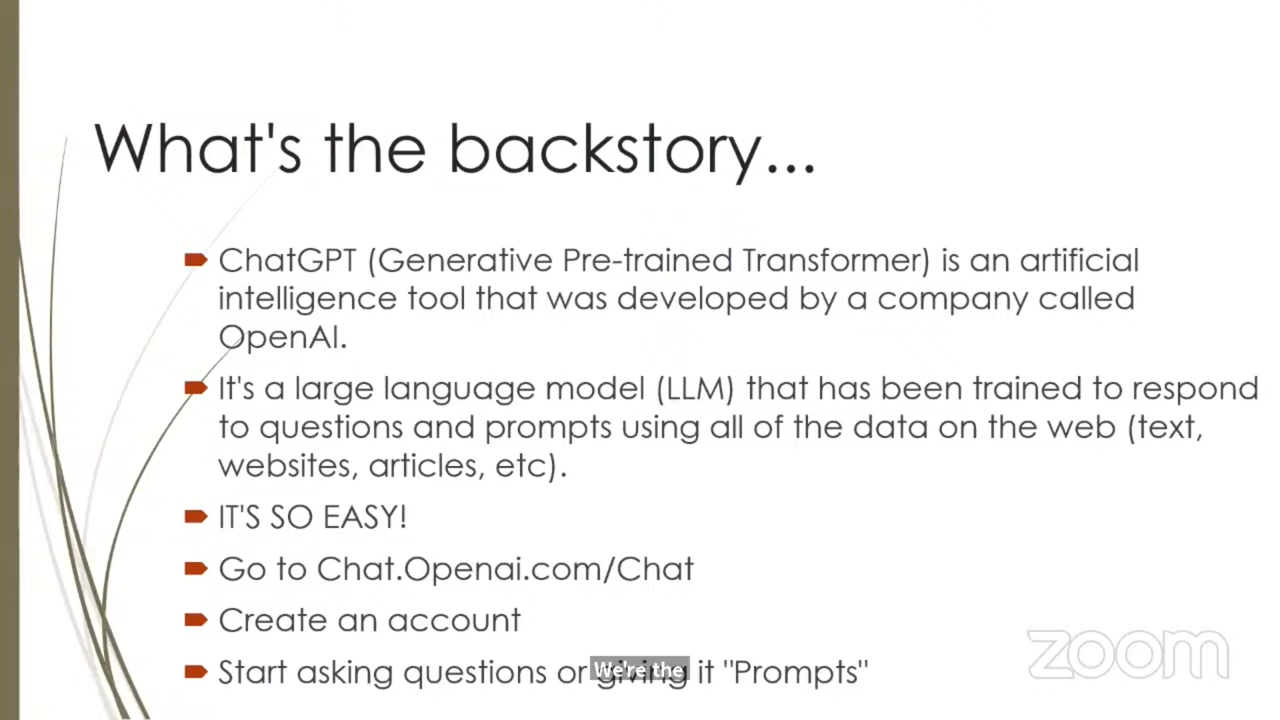 What's the backstory...
ChatGPT (Generative Pre-trained Transformer) is an artificial
intelligence tool that was developed by a company called
OpenAI.
It's a large language model (LLM) that has been trained to respond
to questions and prompts using all of the data on the web (text,
websites, articles, etc).
IT'S SO EASY!
Go to Chat.Openai.com/Chat
Create an account
Start asking questions or giving it "Prompts"
We're the
zoom